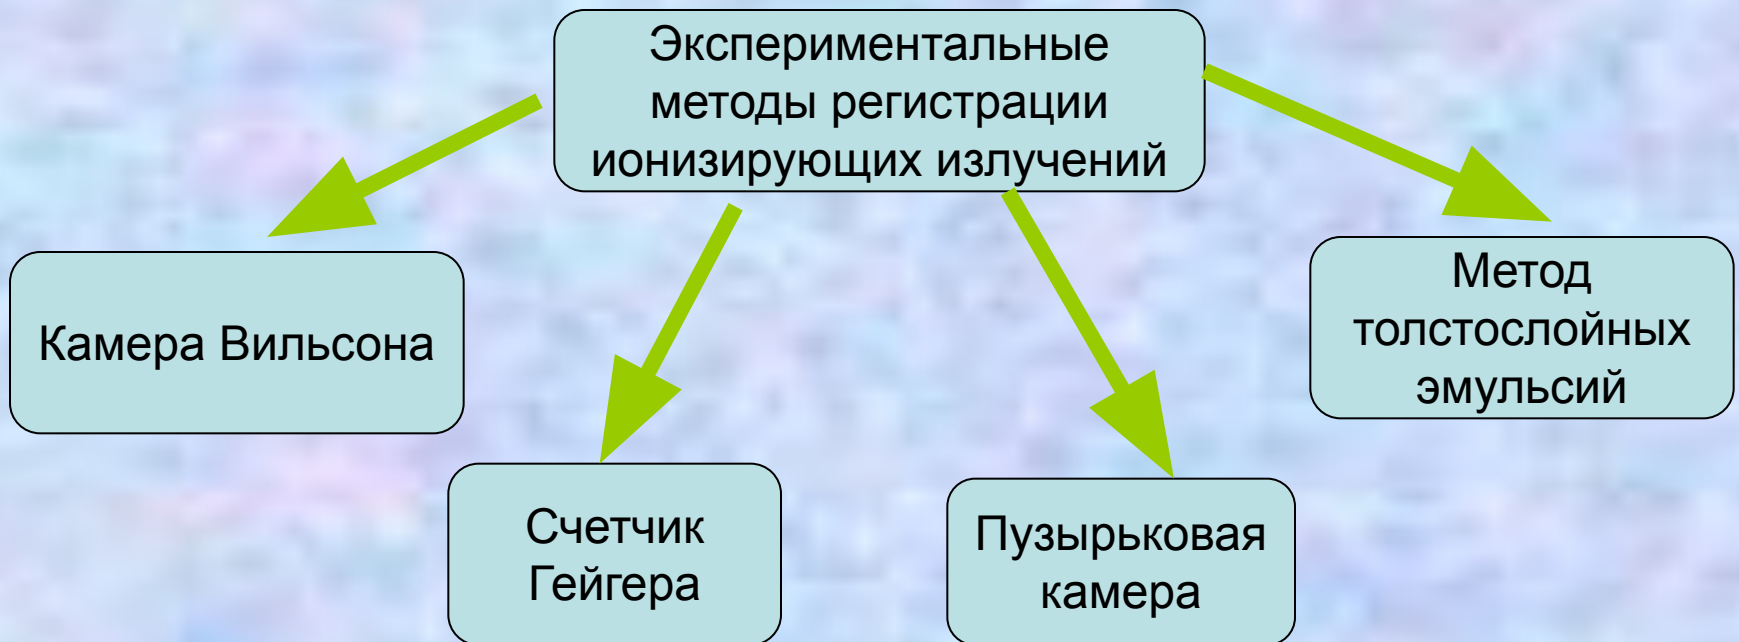 Экспериментальные
методы регистрации
ионизирующих излучений
Камера Вильсона
Счетчик
Гейгера
Пузырьковая
камера
Метод
толстослойных
эмульсий